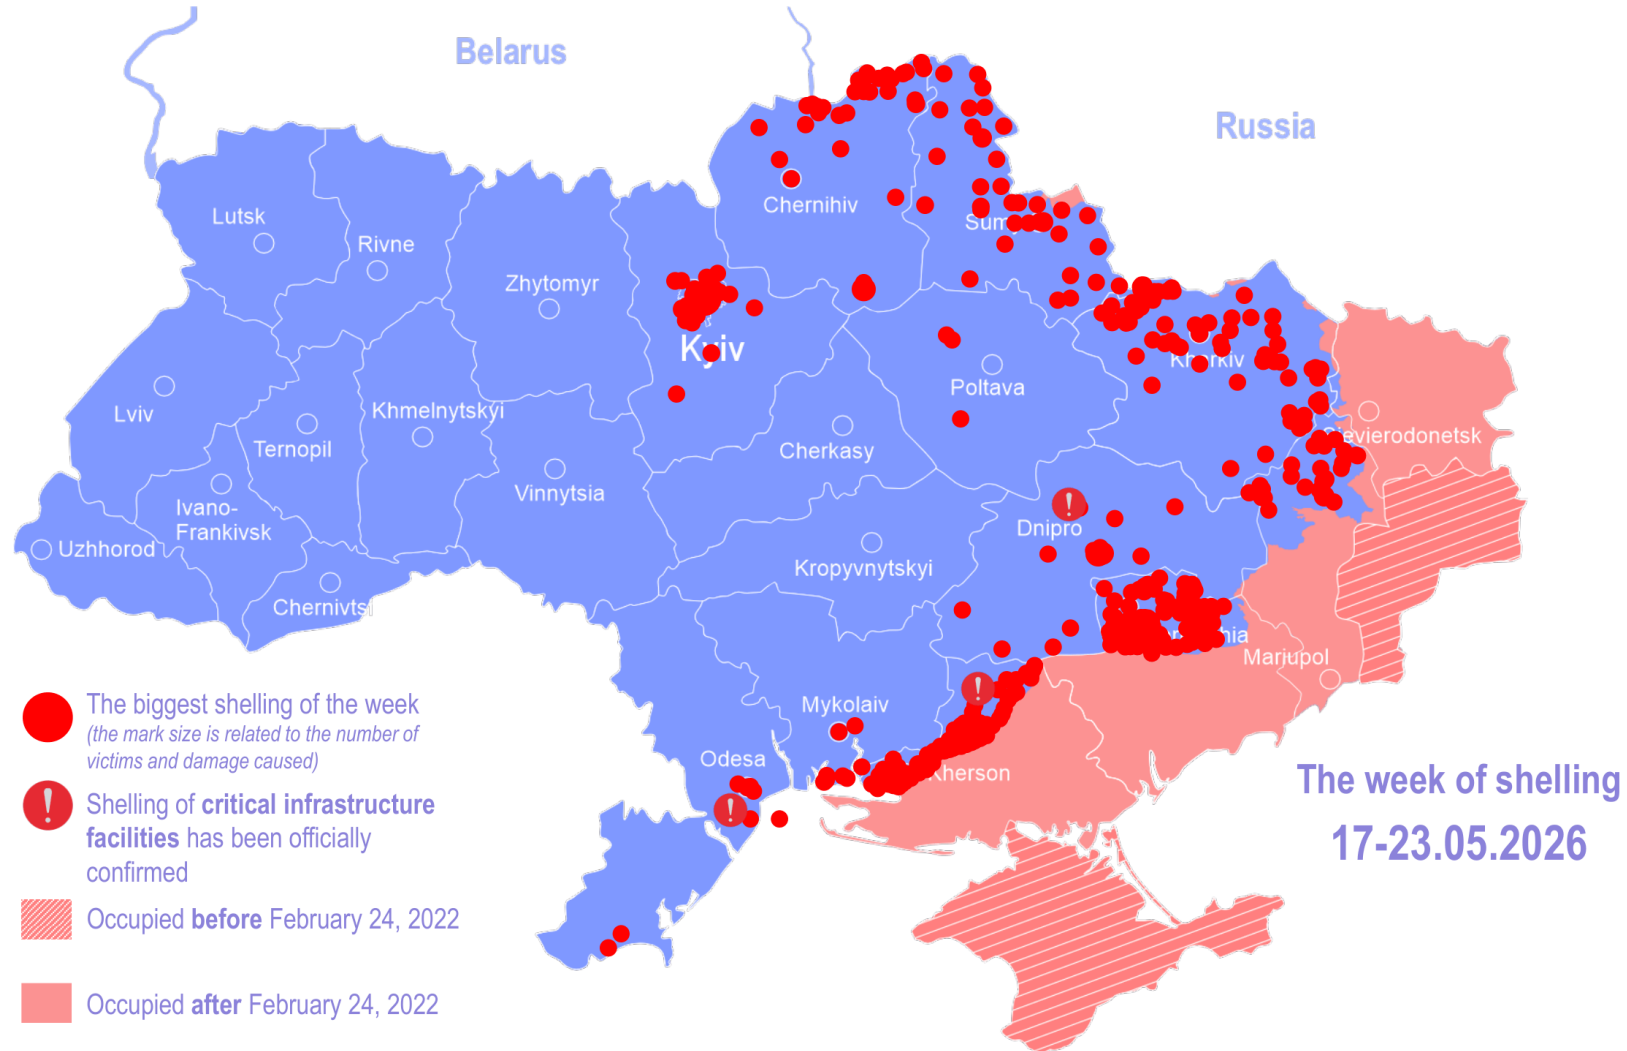 Belarus
Russia
Lutsk
Rivne
Zhytomyr
Chernihiv
Kyiv
Poltava
Kharkiv
Sievierodonetsk
Lviv
Ternopil
Khmelnytskyi
Cherkasy
Vinnytsia
Ivano-
Frankivsk
Uzhhorod
Chernivtsi
Kropyvnytskyi
Dnipro
Mariupol
Mykolaiv
Odesa
Kherson
The biggest shelling of the week
(the mark size is related to the number of
victims and damage caused)
! Shelling of critical infrastructure
facilities has been officially
confirmed
Occupied before February 24, 2022
Occupied after February 24, 2022
The week of shelling
17-23.05.2026